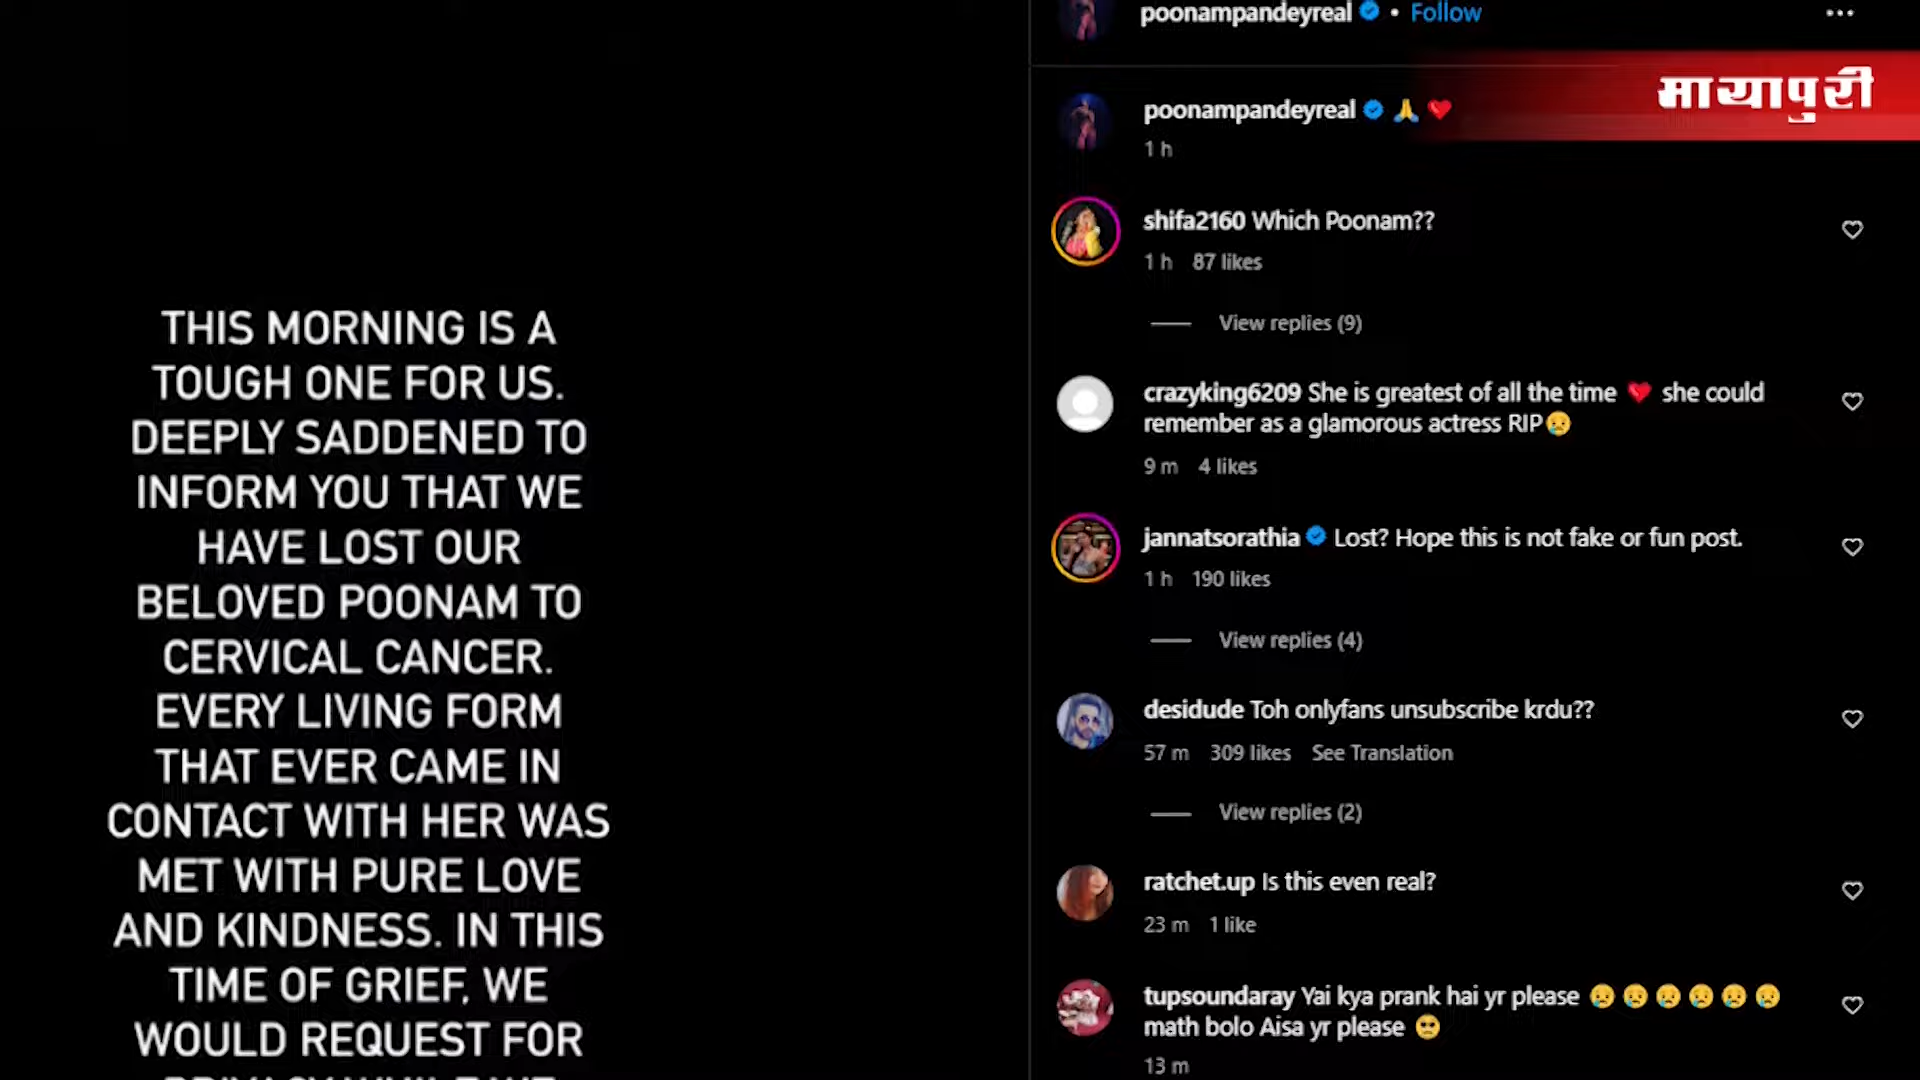 THIS MORNING IS A
TOUGH ONE FOR US.
DEEPLY SADDENED TO
INFORM YOU THAT WE
HAVE LOST OUR
BELOVED POONAM TO
CERVICAL CANCER.
EVERY LIVING FORM
THAT EVER CAME IN
CONTACT WITH HER WAS
MET WITH PURE LOVE
AND KINDNESS. IN THIS
TIME OF GRIEF, WE
WOULD REQUEST FOR
poonampandeyreal • Follow
मायापुरी
poonampandeyreal 🙏 ❤️
1 h
shifa2160 Which Poonam??
1 h 87 likes
View replies (9)
crazyking6209 She is greatest of all the time ❤️ she could
remember as a glamorous actress RIP😢
9 m 4 likes
jannatsorathia Lost? Hope this is not fake or fun post.
1 h 190 likes
View replies (4)
desidude Toh onlyfans unsubscribe krdu??
57 m 309 likes See Translation
View replies (2)
ratchet.up Is this even real?
23 m 1 like
tupsoundaray Yai kya prank hai yr please 😢😢😢😢😢😢
math bolo Aisa yr please 🥺
13 m